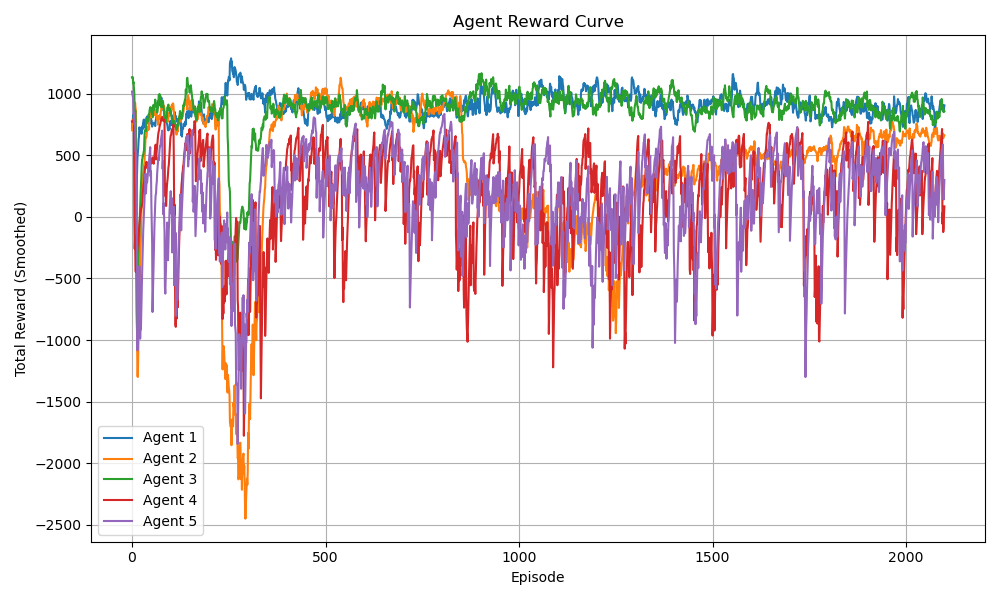 Agent Reward Curve
Total Reward (Smoothed)
1000
500
0
−500
−1000
−1500
−2000
−2500
Agent 1
Agent 2
Agent 3
Agent 4
Agent 5
0 500 1000 1500 2000
Episode